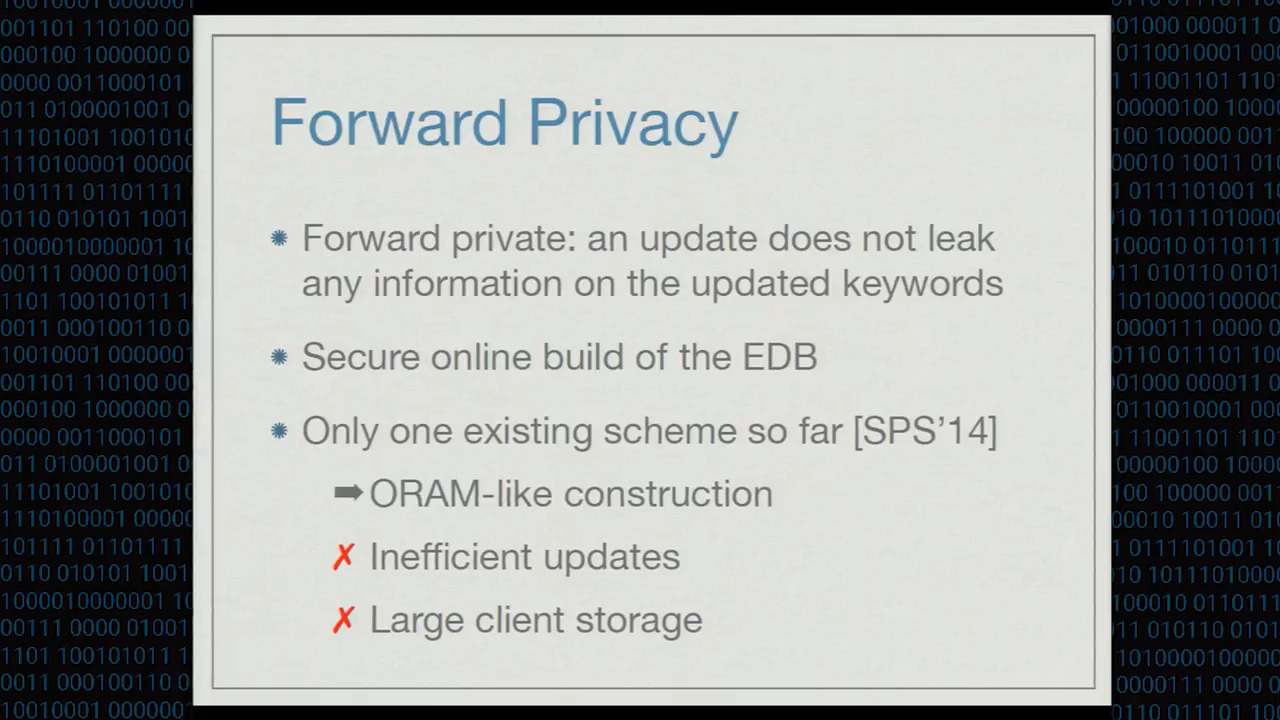 Forward Privacy
Forward private: an update does not leak
any information on the updated keywords
Secure online build of the EDB
Only one existing scheme so far [SPS’14]
➡ ORAM-like construction
✗ Inefficient updates
✗ Large client storage